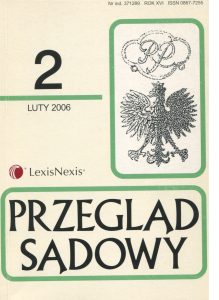 Nr ind. 371289 ROK XVI ISSN 0867-7255
2
LUTY 2006
LexisNexis®
PRZEGLĄD
SĄDOWY